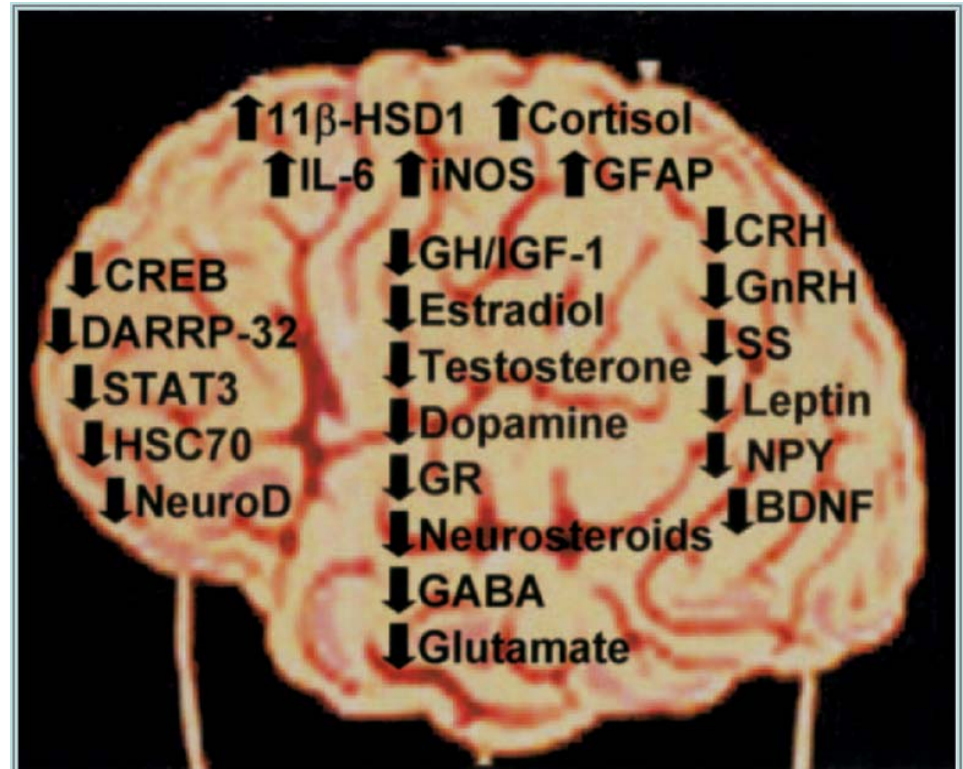 ↑11β-HSD1 ↑Cortisol
↑IL-6 ↑iNOS ↑GFAP
↓CREB
↓DARRP-32
↓STAT3
↓HSC70
↓NeuroD
↓GH/IGF-1
↓Estradiol
↓Testosterone
↓Dopamine
↓GR
↓Neurosteroids
↓GABA
↓Glutamate
↓CRH
↓GnRH
↓SS
↓Leptin
↓NPY
↓BDNF